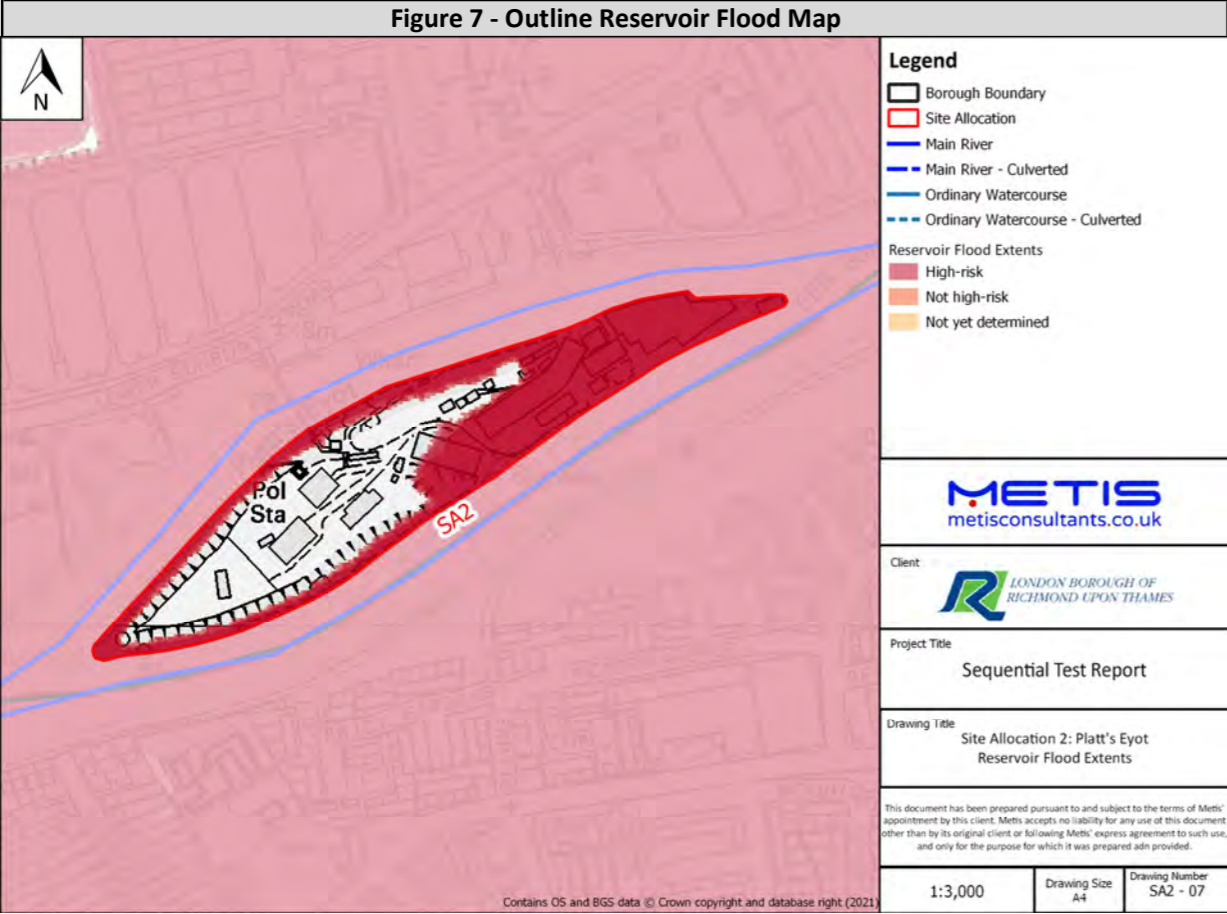 Figure 7 - Outline Reservoir Flood Map
N
Pol
Sta
SA2
Contains OS and BGS data © Crown copyright and database right (2021)
Legend
Borough Boundary
Site Allocation
Main River
Main River - Culverted
Ordinary Watercourse
Ordinary Watercourse - Culverted
Reservoir Flood Extents
High-risk
Not high-risk
Not yet determined
METIS
metisconsultants.co.uk
Client
LONDON BOROUGH OF
RICHMOND UPON THAMES
Project Title
Sequential Test Report
Drawing Title
Site Allocation 2: Platt's Eyot
Reservoir Flood Extents
This document has been prepared pursuant to and subject to the terms of Metis'
appointment by this client. Metis accepts no liability for any use of this document
other than by its original client or following Metis' express agreement to such use,
and only for the purpose for which it was prepared adn provided.
1:3,000
Drawing Size
A4
Drawing Number
SA2 - 07